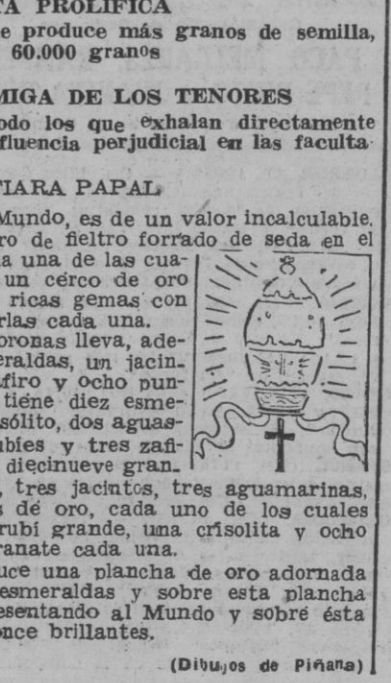 TA PROLIFICA
e produce más granos de semilla,
60.000 granos
MIGA DE LOS TENORES
odo los que exhalan directamente
fluencia perjudicial en las faculta
TIARA PAPAL
Mundo, es de un valor incalculable,
ro de fieltro forrado de seda en el
a una de las cua-
un cerco de oro
ricas gemas con
rlas cada una.
oronas lleva, ade-
eraldas, un jacin-
afiro y ocho pun-
tiene diez esme-
sólito, dos aguas-
ubíes y tres zafi-
diecinueve gran-
, tres jacintos, tres aguamarinas,
s de oro, cada uno de los cuales
rubí grande, una crisolita y ocho
ranate cada una.
uce una plancha de oro adornada
esmeraldas y sobre esta plancha
esentando al Mundo y sobre ésta
once brillantes.
(Dibujos de Piñana)